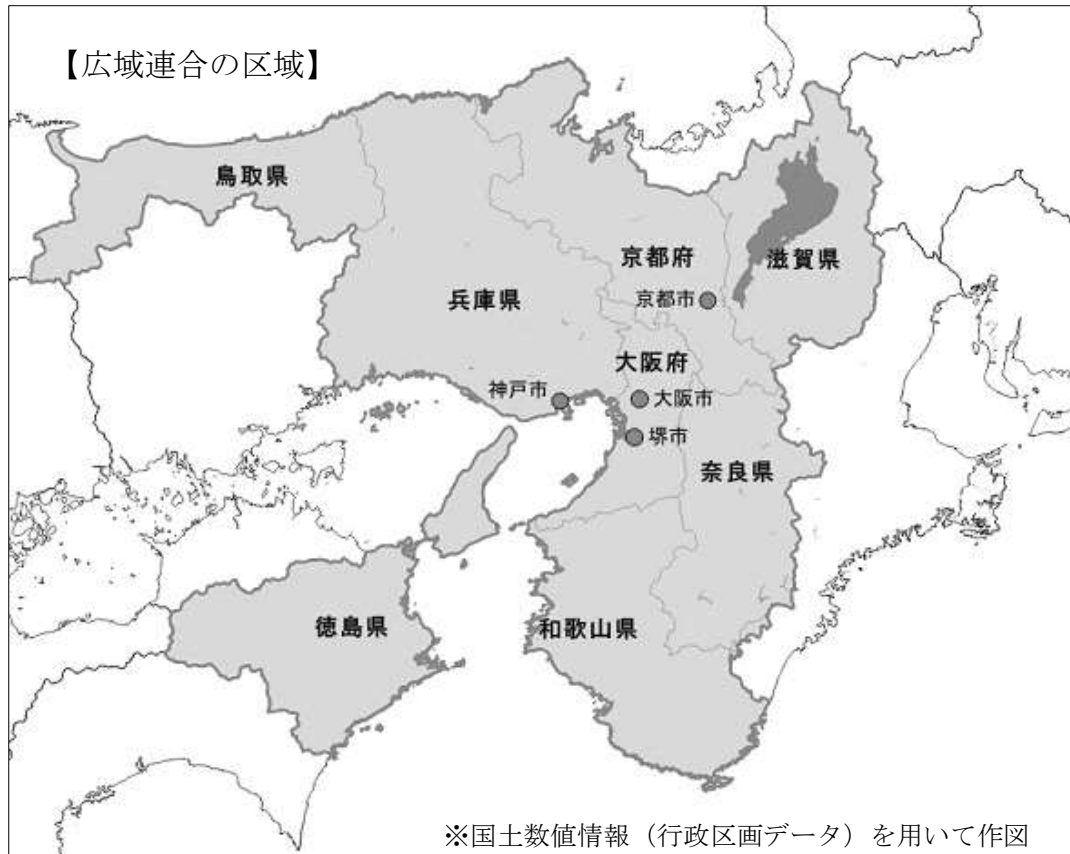 【広域連合の区域】
鳥取県
京都府
滋賀県
兵庫県
京都市
大阪府
神戸市
大阪市
堺市
奈良県
徳島県
和歌山県
※国土数値情報（行政区画データ）を用いて作図